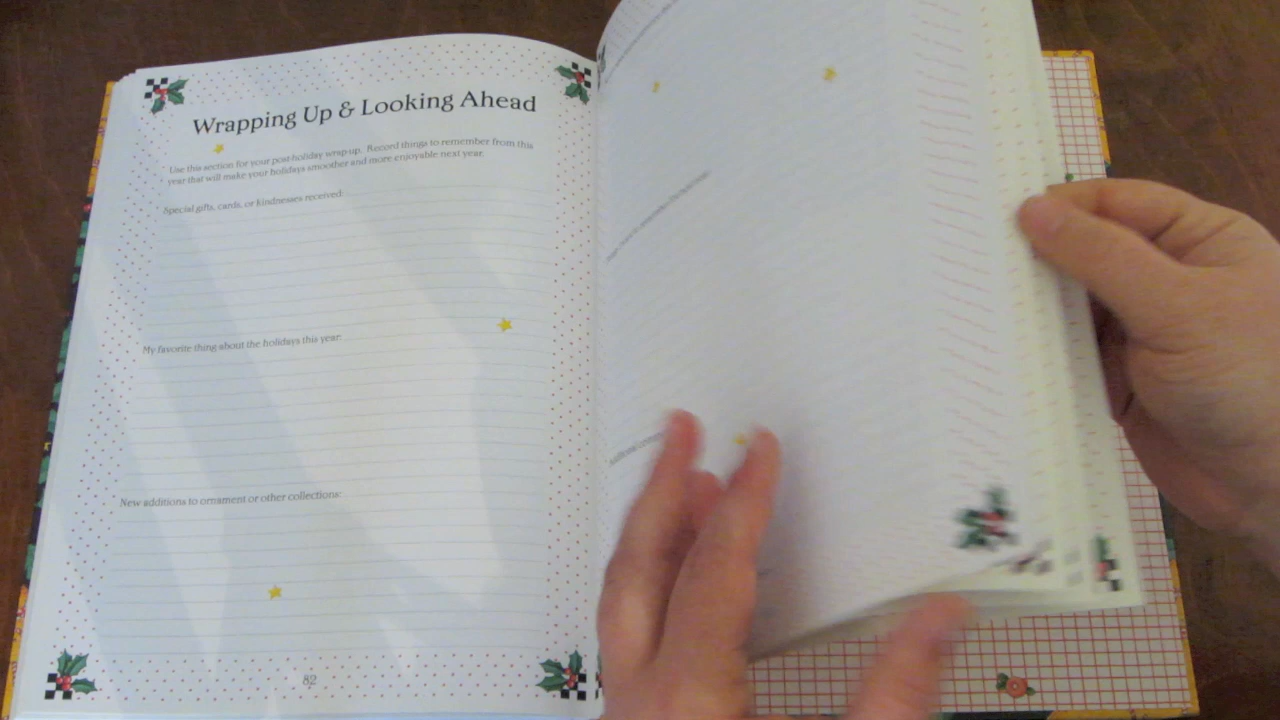 Wrapping Up & Looking Ahead
Use this section for your post-holiday wrap up. Record things to remember from this
year that will make your holidays smoother and more enjoyable next year.
Special gifts, cards, or kindnesses received:
My favorite thing about the holidays this year:
New additions to ornament or other collections:
82